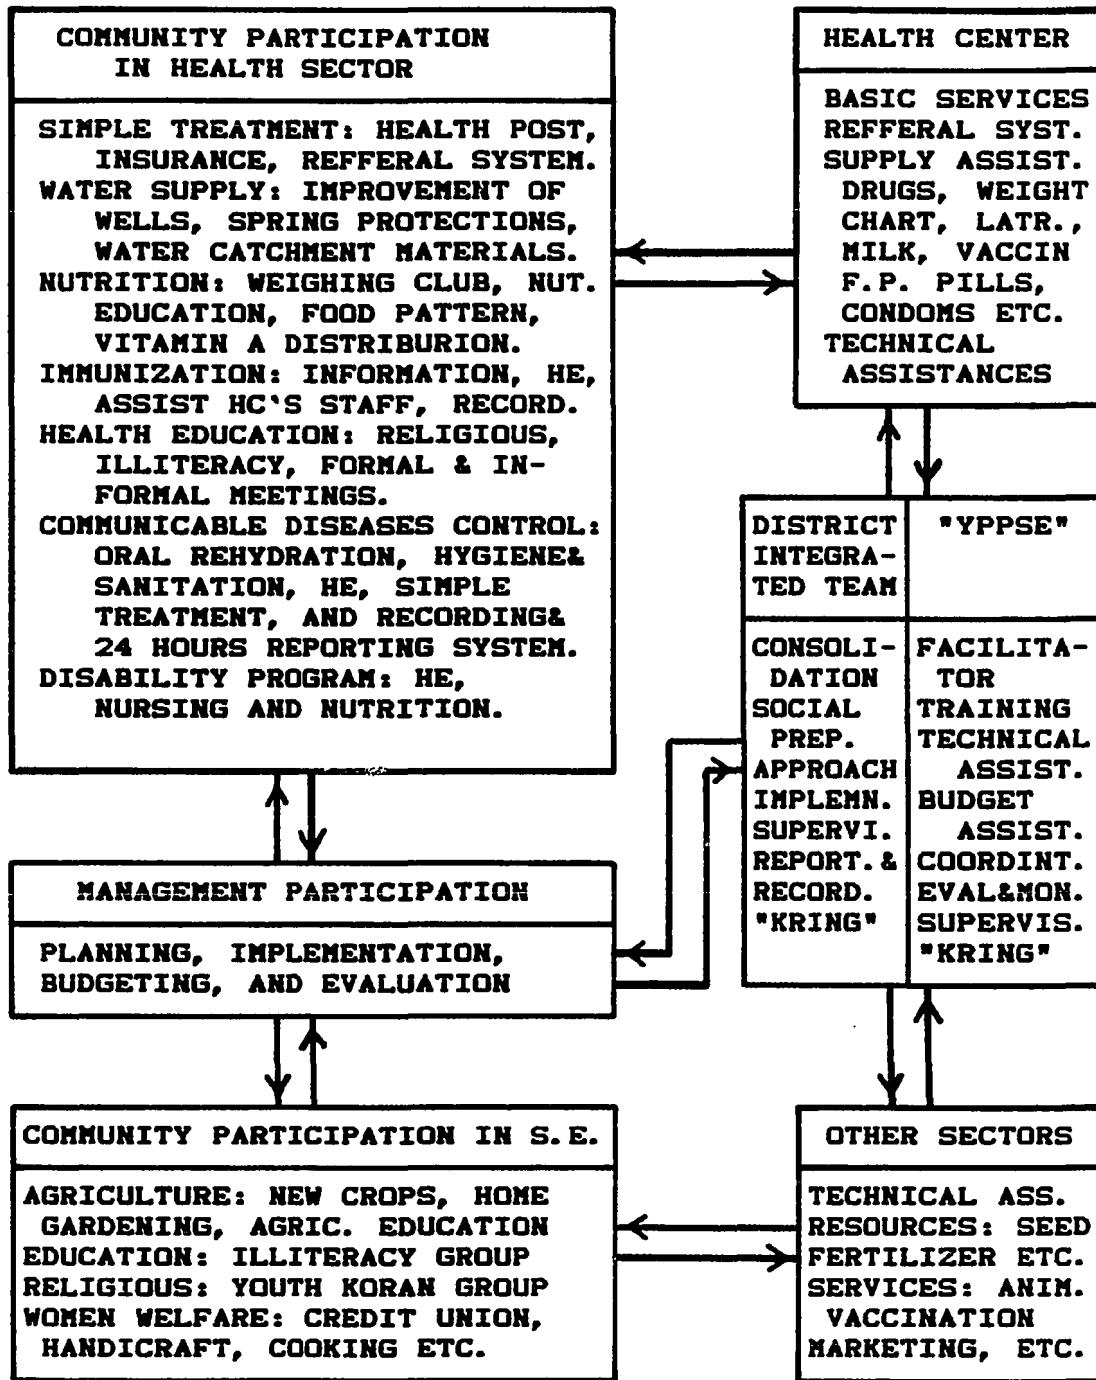 COMMUNITY PARTICIPATION
IN HEALTH SECTOR
SIMPLE TREATMENT: HEALTH POST,
INSURANCE, REFFERAL SYSTEM.
WATER SUPPLY: IMPROVEMENT OF
WELLS, SPRING PROTECTIONS,
WATER CATCHMENT MATERIALS.
NUTRITION: WEIGHING CLUB, NUT.
EDUCATION, FOOD PATTERN,
VITAMIN A DISTRIBURION.
IMMUNIZATION: INFORMATION, HE,
ASSIST HC'S STAFF, RECORD.
HEALTH EDUCATION: RELIGIOUS,
ILLITERACY, FORMAL & IN-
FORMAL MEETINGS.
COMMUNICABLE DISEASES CONTROL:
ORAL REHYDRATION, HYGIENE&
SANITATION, HE, SIMPLE
TREATMENT, AND RECORDING&
24 HOURS REPORTING SYSTEM.
DISABILITY PROGRAM: HE,
NURSING AND NUTRITION.
HEALTH CENTER
BASIC SERVICES
REFFERAL SYST.
SUPPLY ASSIST.
DRUGS, WEIGHT
CHART, LATR.,
MILK, VACCIN
F.P. PILLS,
CONDOMS ETC.
TECHNICAL
ASSISTANCES
DISTRICT
INTEGRA-
TED TEAM
CONSOLI-
DATION
SOCIAL
PREP.
APPROACH
IMPLEMN.
SUPERVI.
REPORT.&
RECORD.
"KRING"
"YPPSE"
FACILITA-
TOR
TRAINING
TECHNICAL
ASSIST.
BUDGET
ASSIST.
COORDINT.
EVAL&MON.
SUPERVIS.
"KRING"
MANAGEMENT PARTICIPATION
PLANNING, IMPLEMENTATION,
BUDGETING, AND EVALUATION
COMMUNITY PARTICIPATION IN S.E.
AGRICULTURE: NEW CROPS, HOME
GARDENING, AGRIC. EDUCATION
EDUCATION: ILLITERACY GROUP
RELIGIOUS: YOUTH KORAN GROUP
WOMEN WELFARE: CREDIT UNION,
HANDICRAFT, COOKING ETC.
OTHER SECTORS
TECHNICAL ASS.
RESOURCES: SEED
FERTILIZER ETC.
SERVICES: ANIM.
VACCINATION
MARKETING, ETC.